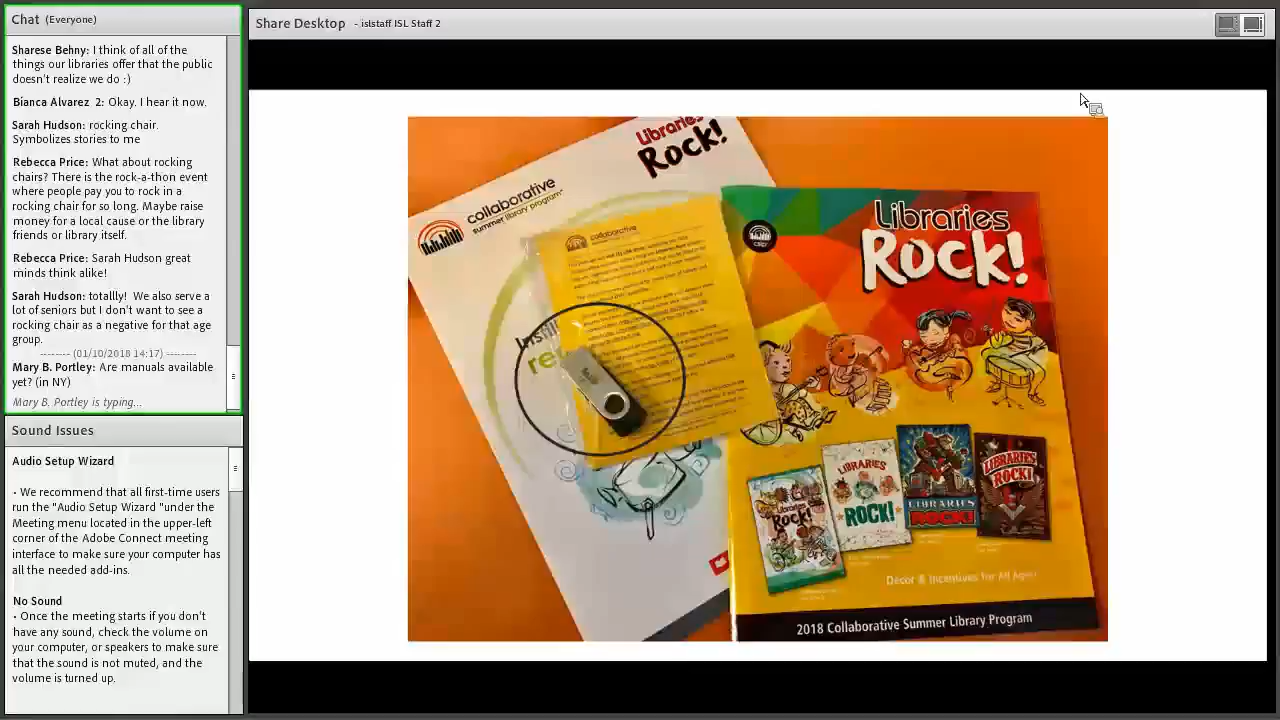 Chat (Everyone)
Sharese Behny: I think of all of the
things our libraries offer that the public
doesn't realize we do :)
Bianca Alvarez 2: Okay. I hear it now.
Sarah Hudson: rocking chair.
Symbolizes stories to me
Rebecca Price: What about rocking
chairs? There is the rock-a-thon event
where people pay you to rock in a
rocking chair for so long. Maybe raise
money for a local cause or the library
friends or library itself.
Rebecca Price: Sarah Hudson great
minds think alike!
Sarah Hudson: totallly! We also serve a
lot of seniors but I don't want to see a
rocking chair as a negative for that age
group.
-------- (01/10/2018 14:17) --------
Mary B. Portley: Are manuals available
yet? (in NY)
Mary B. Portley is typing...
Sound Issues
Audio Setup Wizard
• We recommend that all first-time users
run the "Audio Setup Wizard "under the
Meeting menu located in the upper-left
corner of the Adobe Connect meeting
interface to make sure your computer has
all the needed add-ins.
No Sound
• Once the meeting starts if you don't
have any sound, check the volume on
your computer, or speakers to make sure
that the sound is not muted, and the
volume is turned up.
Share Desktop - islstaff ISL Staff 2
Libraries
Rock!
collaborative
summer library program
collaborative
Libraries
ROCK!
LIBRARIES
ROCK!
LIBRARIES
ROCK!
LIBRARIES
ROCK!
Décor & Incentives for All Ages
2018 Collaborative Summer Library Program